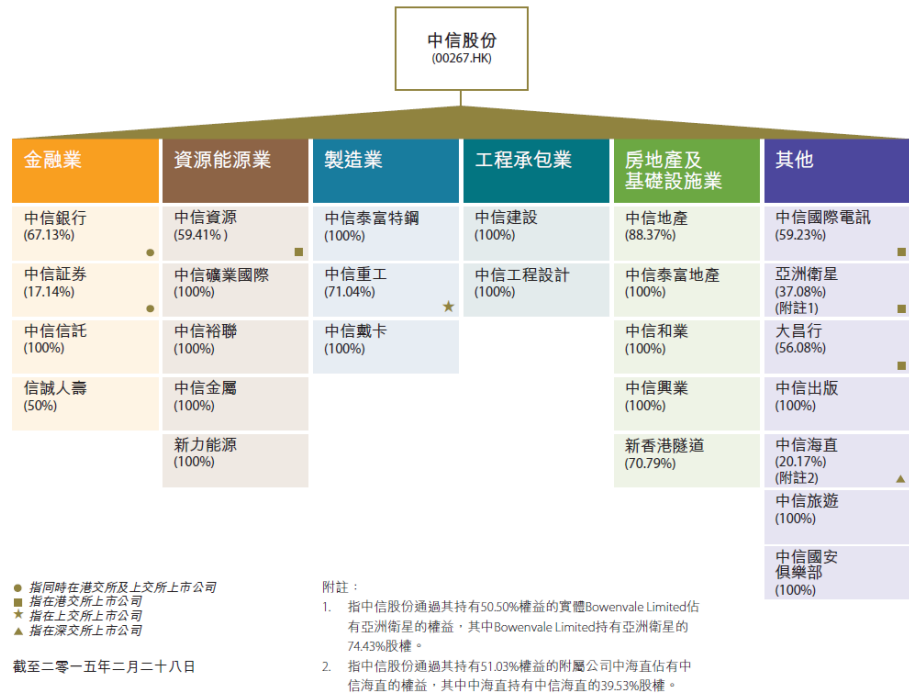 中信股份
(00267.HK)
金融業
中信銀行
(67.13%)
中信証券
(17.14%)
中信信託
(100%)
信誠人壽
(50%)
資源能源業
中信資源
(59.41% )
中信礦業國際
(100%)
中信裕聯
(100%)
中信金屬
(100%)
新力能源
(100%)
製造業
中信泰富特鋼
(100%)
中信重工
(71.04%)
中信戴卡
(100%)
工程承包業
中信建設
(100%)
中信工程設計
(100%)
房地產及
基礎設施業
中信地產
(88.37%)
中信泰富地產
(100%)
中信和業
(100%)
中信興業
(100%)
新香港隧道
(70.79%)
其他
中信國際電訊
(59.23%)
亞洲衛星
(37.08%)
(附註1)
大昌行
(56.08%)
中信出版
(100%)
中信海直
(20.17%)
(附註2)
中信旅遊
(100%)
中信國安
俱樂部
(100%)
● 指同時在港交所及上交所上市公司
■ 指在港交所上市公司
★ 指在上交所上市公司
▲ 指在深交所上市公司
截至二零一五年二月二十八日
附註：
1. 指中信股份通過其持有50.50%權益的實體Bowenvale Limited佔
有亞洲衛星的權益，其中Bowenvale Limited持有亞洲衛星的
74.43%股權。
2. 指中信股份通過其持有51.03%權益的附屬公司中海直佔有中
信海直的權益，其中中海直持有中信海直的39.53%股權。